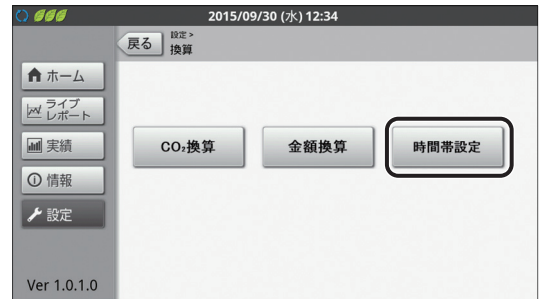 2015/09/30 (水) 12:34
戻る
設定 >
換算
ホーム
ライブ
レポート
実績
情報
設定
CO₂換算
金額換算
時間帯設定
Ver 1.0.1.0